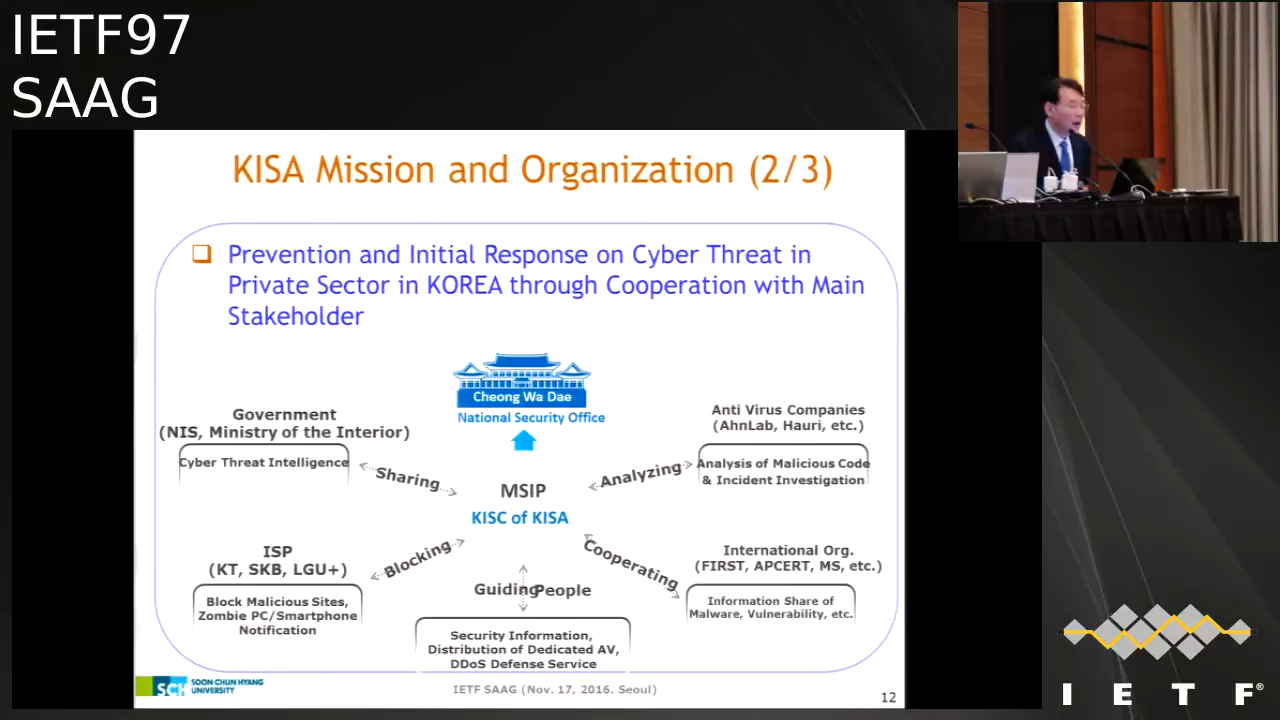 IETF97
SAAG
KISA Mission and Organization (2/3)
Prevention and Initial Response on Cyber Threat in
Private Sector in KOREA through Cooperation with Main
Stakeholder
Cheong Wa Dae
National Security Office
Government
(NIS, Ministry of the Interior)
Cyber Threat Intelligence
Sharing
Anti Virus Companies
(AhnLab, Hauri, etc.)
Analysis of Malicious Code
& Incident Investigation
Analyzing
MSIP
KISC of KISA
ISP
(KT, SKB, LGU+)
Block Malicious Sites,
Zombie PC/Smartphone
Notification
Blocking
Guiding People
Security Information,
Distribution of Dedicated AV,
DDoS Defense Service
Cooperating
International Org.
(FIRST, APCERT, MS, etc.)
Information Share of
Malware, Vulnerability, etc.
SCH SOON CHUN HYANG
UNIVERSITY
IETF SAAG (Nov. 17, 2016. Seoul)
12
I E T F®